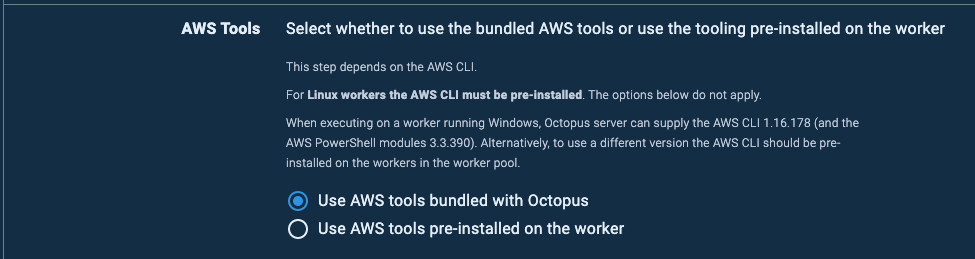 AWS Tools Select whether to use the bundled AWS tools or use the tooling pre-installed on the worker
This step depends on the AWS CLI.
For Linux workers the AWS CLI must be pre-installed. The options below do not apply.
When executing on a worker running Windows, Octopus server can supply the AWS CLI 1.16.178 (and the
AWS PowerShell modules 3.3.390). Alternatively, to use a different version the AWS CLI should be pre-
installed on the workers in the worker pool.
Use AWS tools bundled with Octopus
Use AWS tools pre-installed on the worker